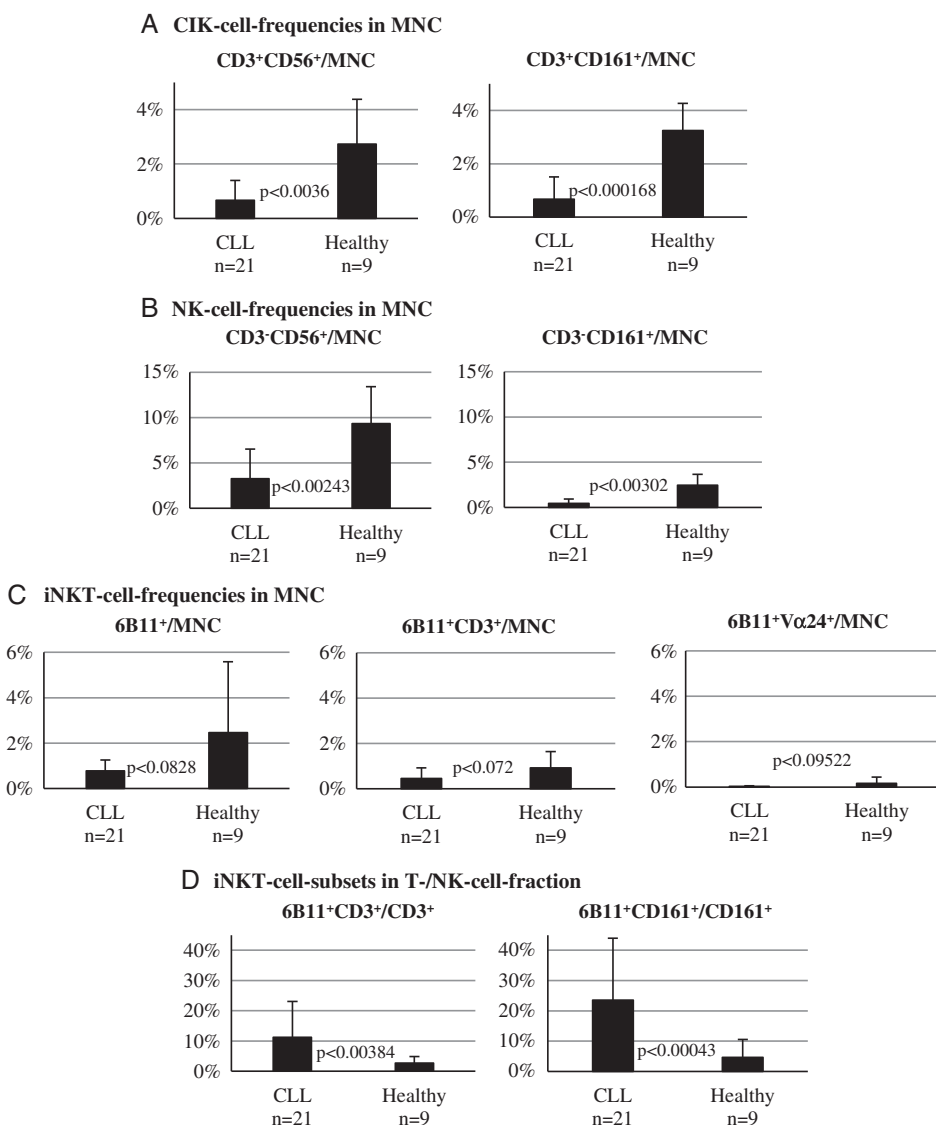 A CIK-cell-frequencies in MNC
CD3⁺CD56⁺/MNC
4%
2%
0%
p<0.0036
CLL
n=21
Healthy
n=9
CD3⁺CD161⁺/MNC
4%
2%
0%
p<0.000168
CLL
n=21
Healthy
n=9
B NK-cell-frequencies in MNC
CD3⁻CD56⁺/MNC
15%
10%
5%
0%
p<0.00243
CLL
n=21
Healthy
n=9
CD3⁻CD161⁺/MNC
15%
10%
5%
0%
p<0.00302
CLL
n=21
Healthy
n=9
C iNKT-cell-frequencies in MNC
6B11⁺/MNC
6%
4%
2%
0%
p<0.0828
CLL
n=21
Healthy
n=9
6B11⁺CD3⁺/MNC
6%
4%
2%
0%
p<0.072
CLL
n=21
Healthy
n=9
6B11⁺Vα24⁺/MNC
6%
4%
2%
0%
p<0.09522
CLL
n=21
Healthy
n=9
D iNKT-cell-subsets in T-/NK-cell-fraction
6B11⁺CD3⁺/CD3⁺
40%
30%
20%
10%
0%
p<0.00384
CLL
n=21
Healthy
n=9
6B11⁺CD161⁺/CD161⁺
40%
30%
20%
10%
0%
p<0.00043
CLL
n=21
Healthy
n=9